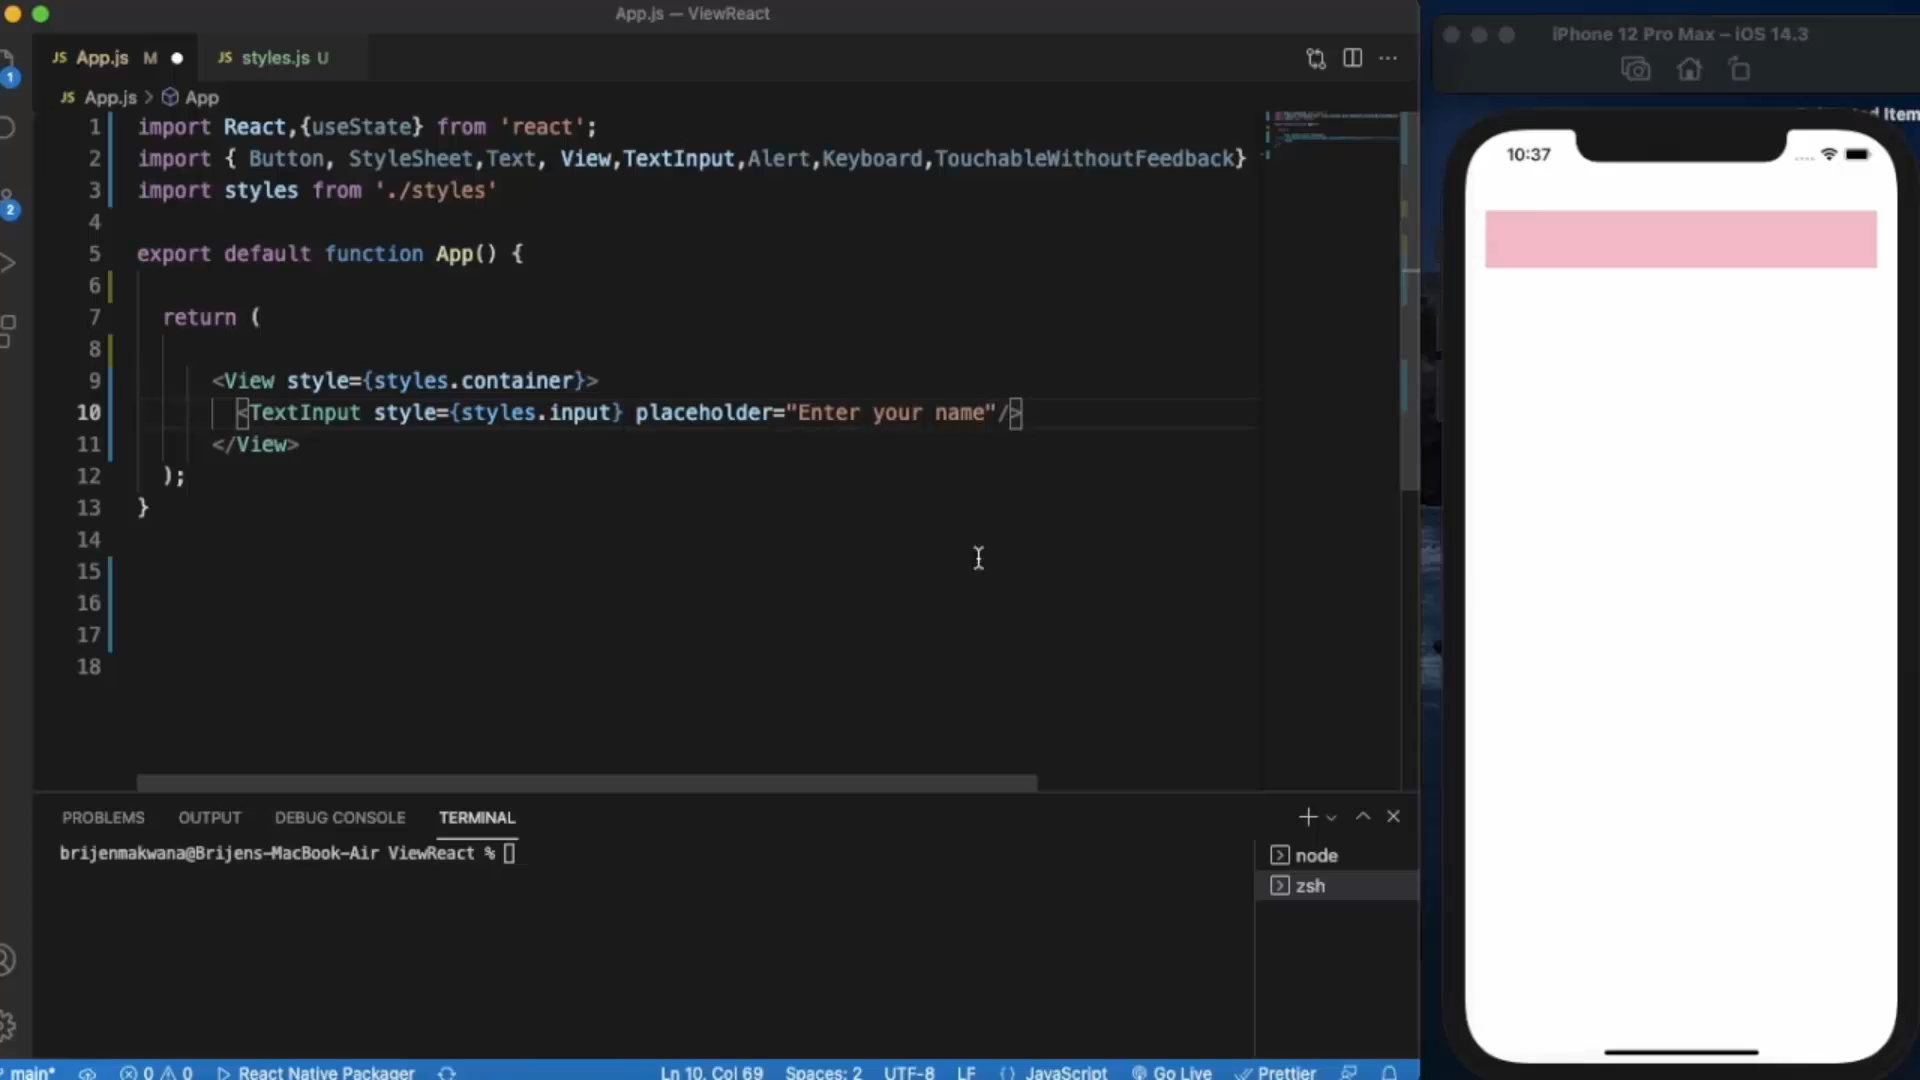 App.js — ViewReact
JS App.js M
JS styles.js U
JS App.js > App
1 import React,{useState} from 'react';
2 import { Button, StyleSheet,Text, View,TextInput,Alert,Keyboard,TouchableWithoutFeedback}
3 import styles from './styles'
4
5 export default function App() {
6
7 return (
8
9 <View style={styles.container}>
10 <TextInput style={styles.input} placeholder="Enter your name"/>
11 </View>
12 );
13 }
14
15
16
17
18
1
2
PROBLEMS OUTPUT DEBUG CONSOLE TERMINAL
brijenmakwana@Brijens-MacBook-Air ViewReact %
node
zsh
main* 0 0 React Native Packager Ln 10, Col 69 Spaces: 2 UTF-8 LF {} JavaScript Go Live Prettier
iPhone 12 Pro Max – iOS 14.3
Item
10:37